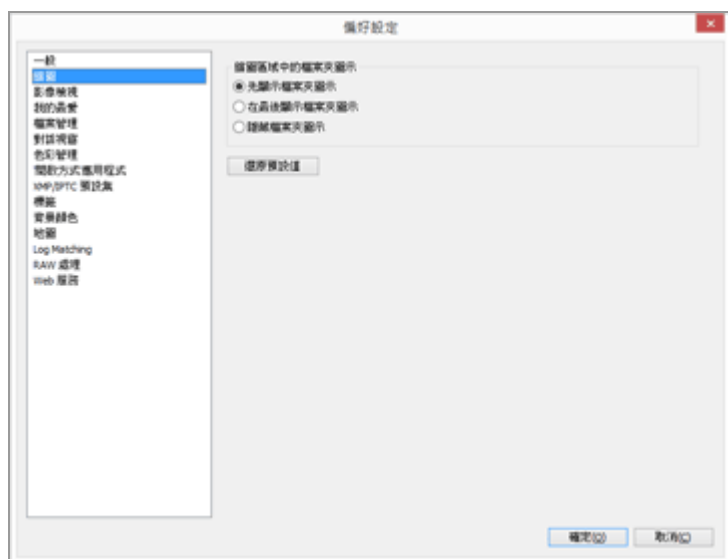 偏好設定
一般
縮圖
影像檢視
我的最愛
檔案管理
對話視窗
色彩管理
開啟方式應用程式
XMP/IPTC 預設集
標籤
背景顏色
地圖
Log Matching
RAW 處理
Web 服務
縮圖區域中的檔案夾圖示
先顯示檔案夾圖示
在最後顯示檔案夾圖示
隱藏檔案夾圖示
還原預設值
確定(O)
取消(C)